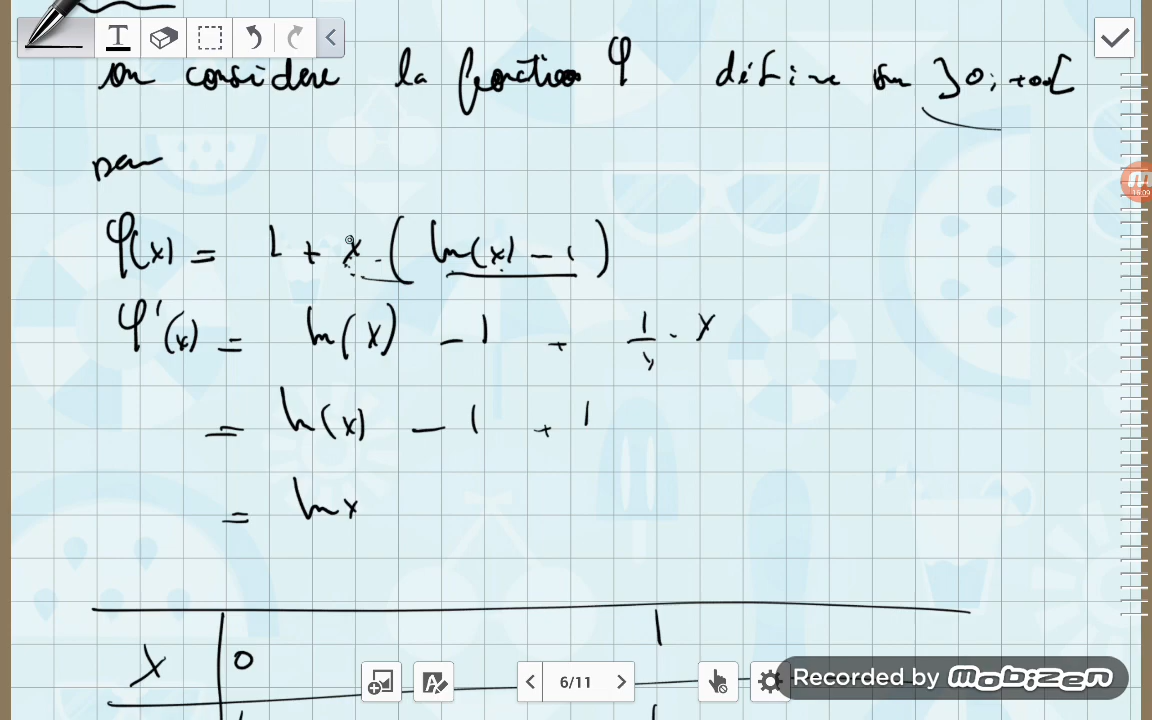 T
on considère la fonction φ définie sur ]0; +∞[
par
φ(x) = 1 + x · (ln(x) - 1)
φ'(x) = ln(x) - 1 + 1/x · x
= ln(x) - 1 + 1
= ln x
x 0 1
6/11
Recorded by Mobizen